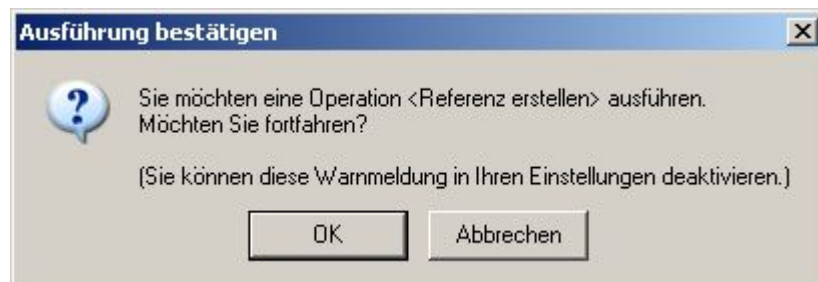 Ausführung bestätigen
Sie möchten eine Operation <Referenz erstellen> ausführen.
Möchten Sie fortfahren?
(Sie können diese Warnmeldung in Ihren Einstellungen deaktivieren.)
OK
Abbrechen